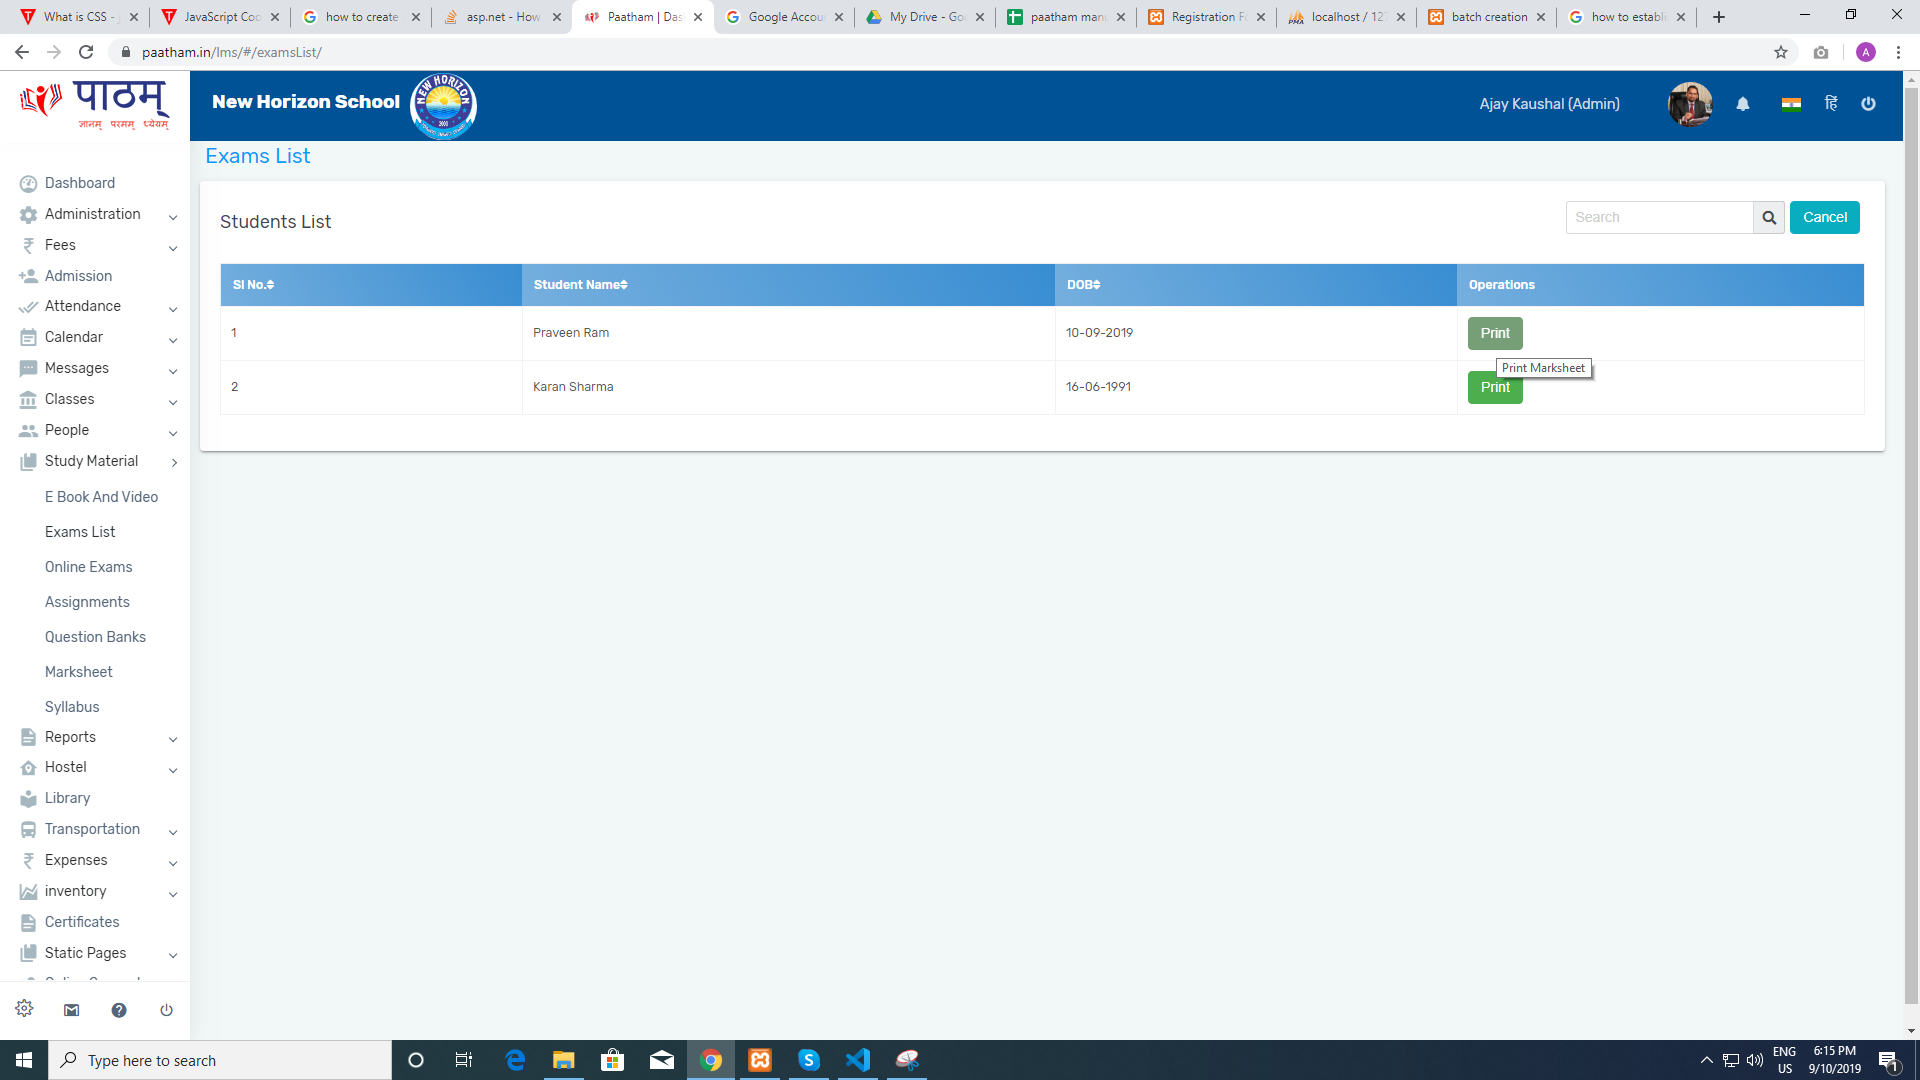 What is CSS -
JavaScript Coo
how to create
asp.net - How
Paatham | Das
Google Accou
My Drive - Go
paatham manu
Registration Fo
localhost / 127
batch creation
how to establi
paatham.in/lms/#/examsList/
पाठम्
ज्ञानम् परमम् ध्येयम्
New Horizon School
NEW HORIZON
Ajay Kaushal (Admin)
हिं
Exams List
Dashboard
Administration
Fees
Admission
Attendance
Calendar
Messages
Classes
People
Study Material
E Book And Video
Exams List
Online Exams
Assignments
Question Banks
Marksheet
Syllabus
Reports
Hostel
Library
Transportation
Expenses
inventory
Certificates
Static Pages
Students List
Search
Cancel
Sl No. Student Name DOB Operations
1 Praveen Ram 10-09-2019 Print
Print Marksheet
2 Karan Sharma 16-06-1991 Print
Type here to search
ENG
US
6:15 PM
9/10/2019
1